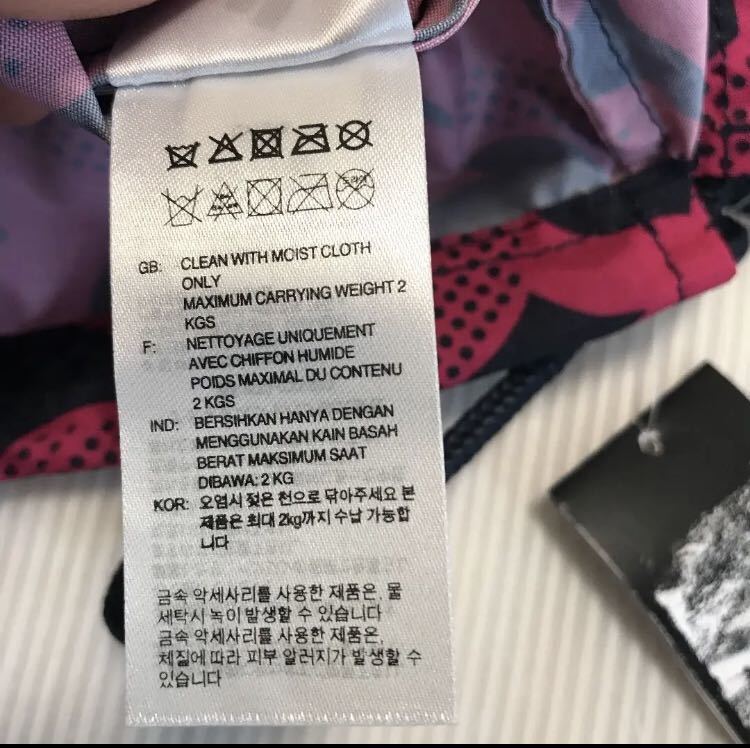 GB: CLEAN WITH MOIST CLOTH
ONLY
MAXIMUM CARRYING WEIGHT 2
KGS
F: NETTOYAGE UNIQUEMENT
AVEC CHIFFON HUMIDE
POIDS MAXIMAL DU CONTENU
2 KGS
IND: BERSIHKAN HANYA DENGAN
MENGGUNAKAN KAIN BASAH
BERAT MAKSIMUM SAAT
DIBAWA: 2 KG
KOR: 오염시 젖은 천으로 닦아주세요 본
제품은 최대 2kg까지 수납 가능합
니다
금속 악세사리를 사용한 제품은, 물
세탁시 녹이 발생할 수 있습니다
금속 악세사리를 사용한 제품은,
체질에 따라 피부 알러지가 발생할 수
있습니다